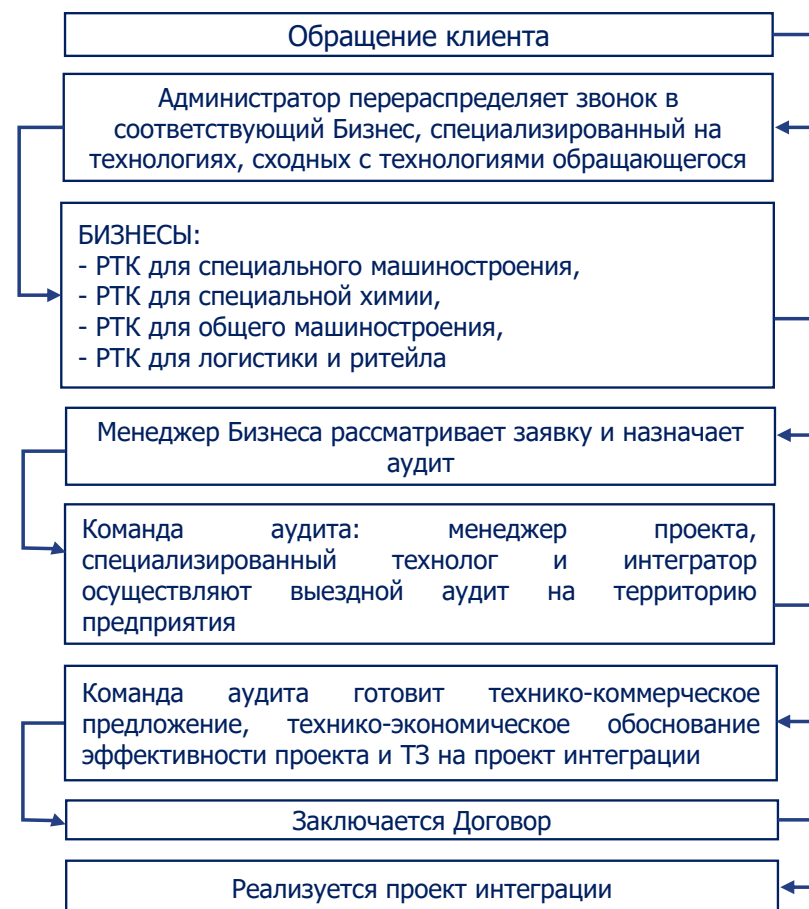 Обращение клиента
Администратор перераспределяет звонок в
соответствующий Бизнес, специализированный на
технологиях, сходных с технологиями обращающегося
БИЗНЕСЫ:
- РТК для специального машиностроения,
- РТК для специальной химии,
- РТК для общего машиностроения,
- РТК для логистики и ритейла
Менеджер Бизнеса рассматривает заявку и назначает
аудит
Команда аудита: менеджер проекта,
специализированный технолог и интегратор
осуществляют выездной аудит на территорию
предприятия
Команда аудита готовит технико-коммерческое
предложение, технико-экономическое обоснование
эффективности проекта и ТЗ на проект интеграции
Заключается Договор
Реализуется проект интеграции